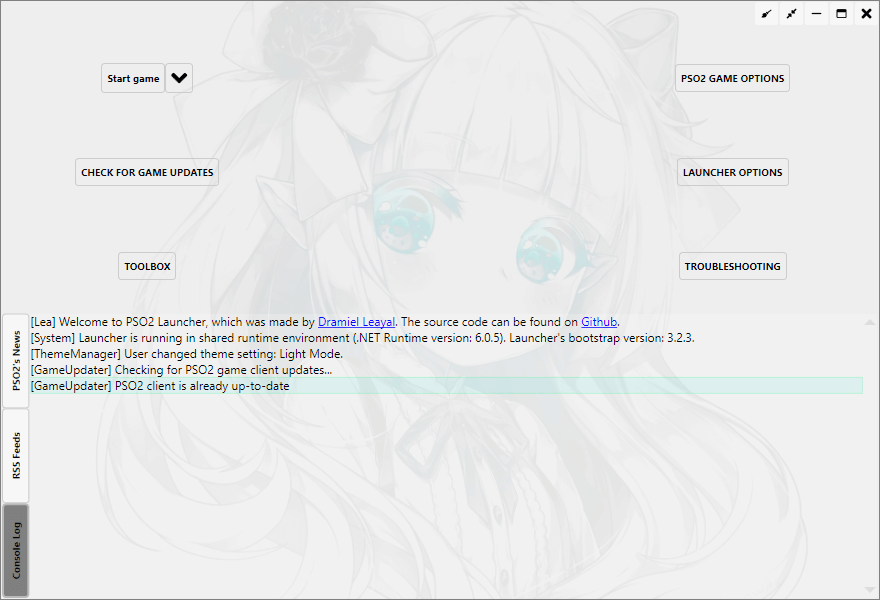 Start game
PSO2 GAME OPTIONS
CHECK FOR GAME UPDATES
LAUNCHER OPTIONS
TOOLBOX
TROUBLESHOOTING
PSO2's News
RSS Feeds
Console Log
[Lea] Welcome to PSO2 Launcher, which was made by Dramiel Leayal. The source code can be found on Github.
[System] Launcher is running in shared runtime environment (.NET Runtime version: 6.0.5). Launcher's bootstrap version: 3.2.3.
[ThemeManager] User changed theme setting: Light Mode.
[GameUpdater] Checking for PSO2 game client updates...
[GameUpdater] PSO2 client is already up-to-date